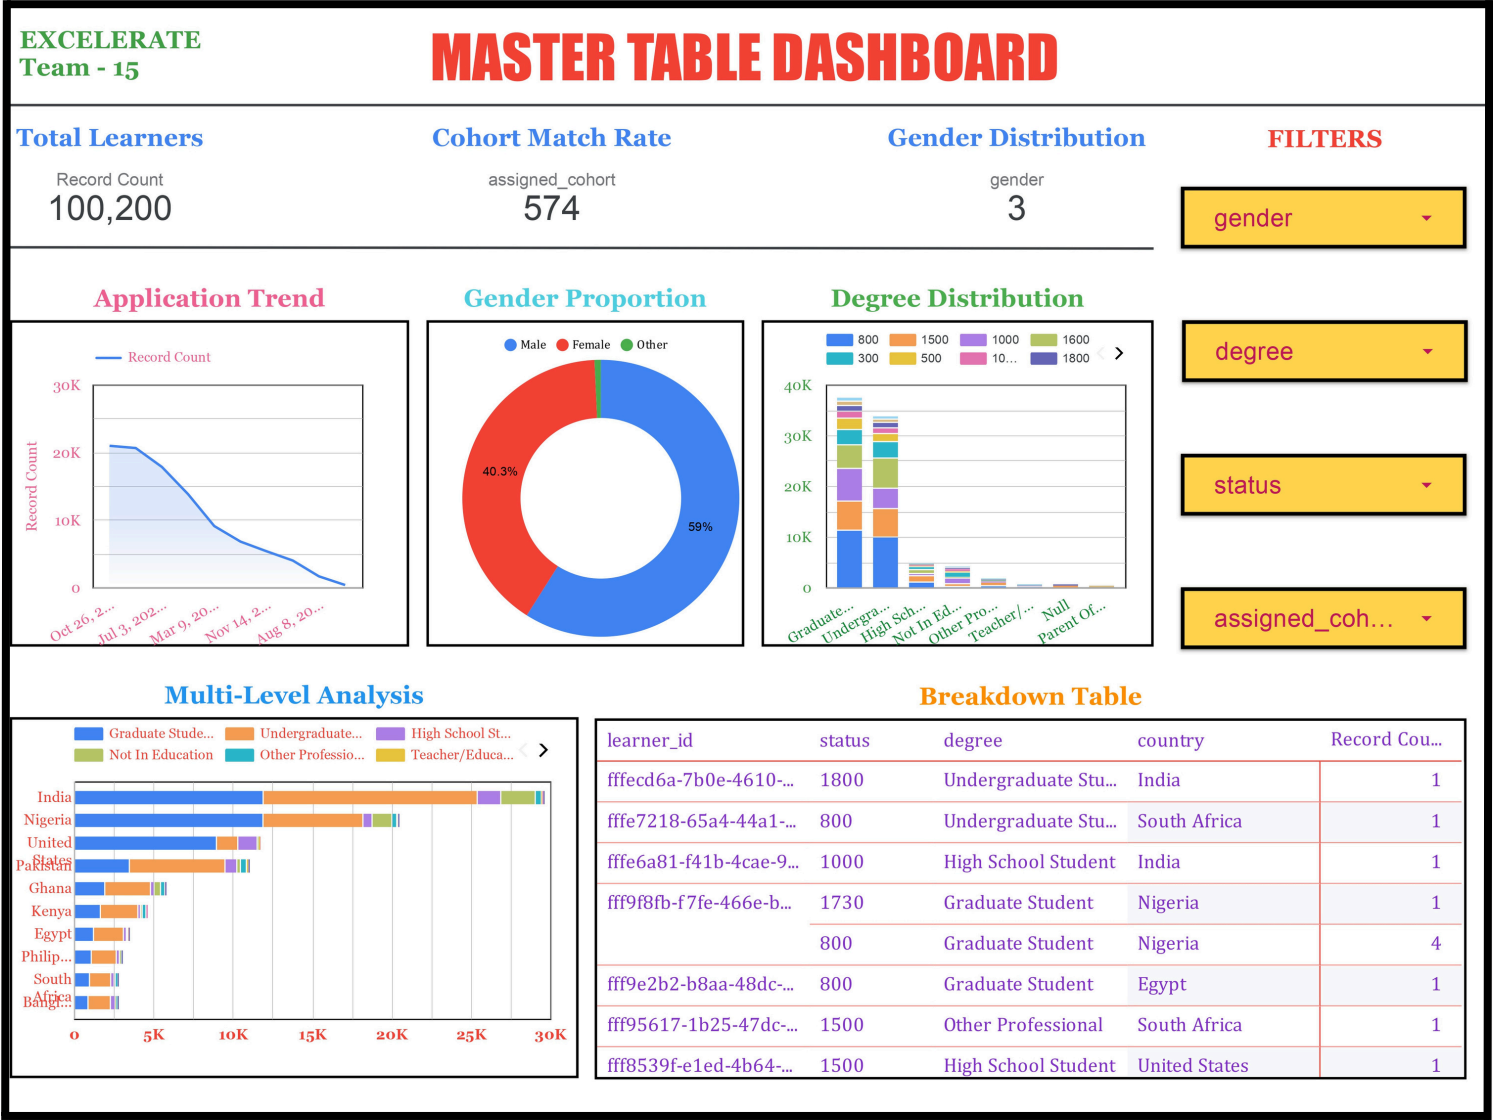 EXCELERATE
Team - 15
MASTER TABLE DASHBOARD
Total Learners
Cohort Match Rate
Gender Distribution
FILTERS
Record Count
100,200
assigned_cohort
574
gender
3
gender
degree
status
assigned_coh...
Application Trend
Record Count
30K
20K
10K
0
Record Count
Oct 26, 2...
Jul 3, 202...
Mar 9, 20...
Nov 14, 2...
Aug 8, 20...
Gender Proportion
Male Female Other
40.3%
59%
Degree Distribution
800 1500 1000 1600
300 500 10... 1800
40K
30K
20K
10K
0
Graduate...
Undergra...
High Sch...
Not In Ed...
Other Pro...
Teacher/...
Null
Parent Of...
Multi-Level Analysis
Graduate Stude... Undergraduate... High School St...
Not In Education Other Professio... Teacher/Educa...
India
Nigeria
United
States
Pakistan
Ghana
Kenya
Egypt
Philip...
South
Africa
Bangl...
0 5K 10K 15K 20K 25K 30K
Breakdown Table
learner_id status degree country Record Cou...
fffecd6a-7b0e-4610-... 1800 Undergraduate Stu... India 1
fffe7218-65a4-44a1-... 800 Undergraduate Stu... South Africa 1
fffe6a81-f41b-4cae-9... 1000 High School Student India 1
fff9f8fb-f7fe-466e-b... 1730 Graduate Student Nigeria 1
800 Graduate Student Nigeria 4
fff9e2b2-b8aa-48dc-... 800 Graduate Student Egypt 1
fff95617-1b25-47dc-... 1500 Other Professional South Africa 1
fff8539f-e1ed-4b64-... 1500 High School Student United States 1